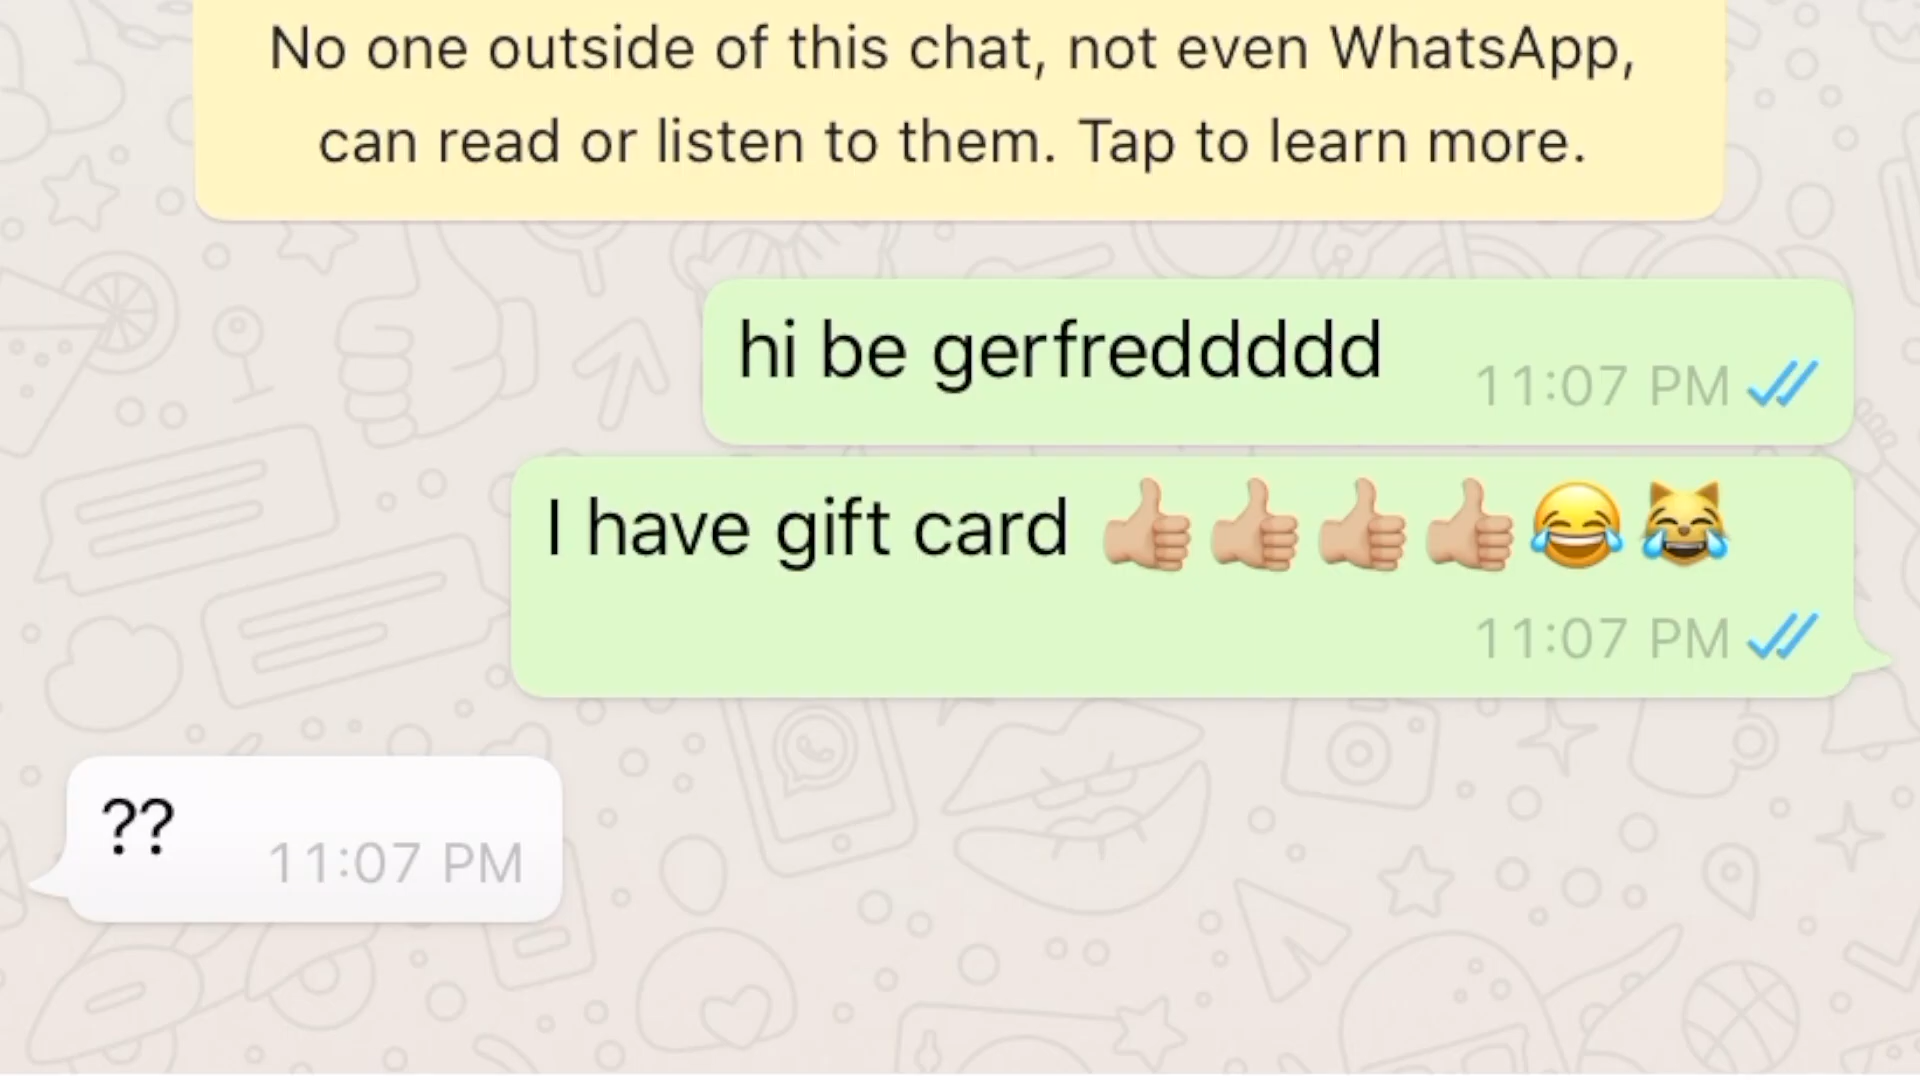 No one outside of this chat, not even WhatsApp,
can read or listen to them. Tap to learn more.
hi be gerfreddddd
11:07 PM
I have gift card 👍🏼👍🏼👍🏼👍🏼😂😹
11:07 PM
??
11:07 PM